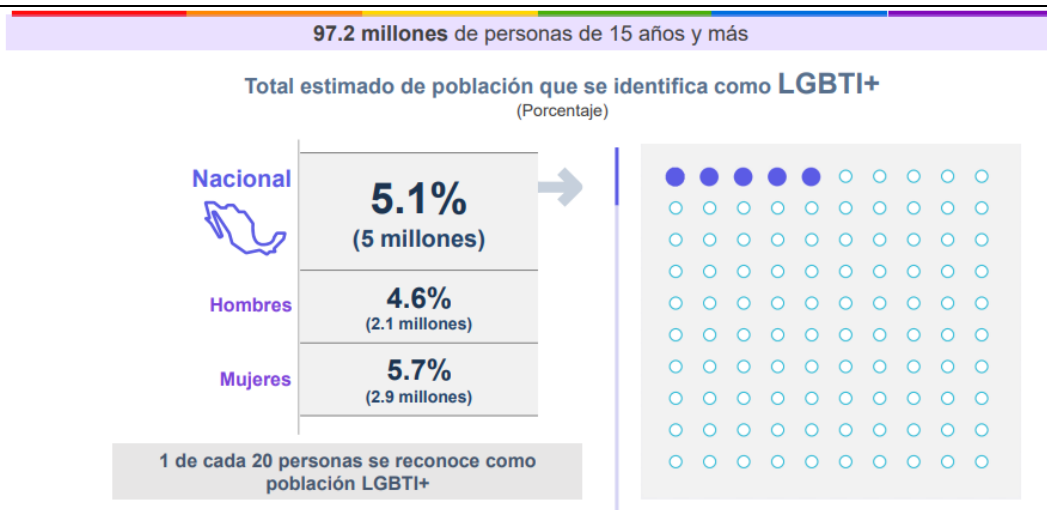 97.2 millones de personas de 15 años y más
Total estimado de población que se identifica como LGBTI+
(Porcentaje)
Nacional
5.1%
(5 millones)
Hombres
4.6%
(2.1 millones)
Mujeres
5.7%
(2.9 millones)
1 de cada 20 personas se reconoce como
población LGBTI+